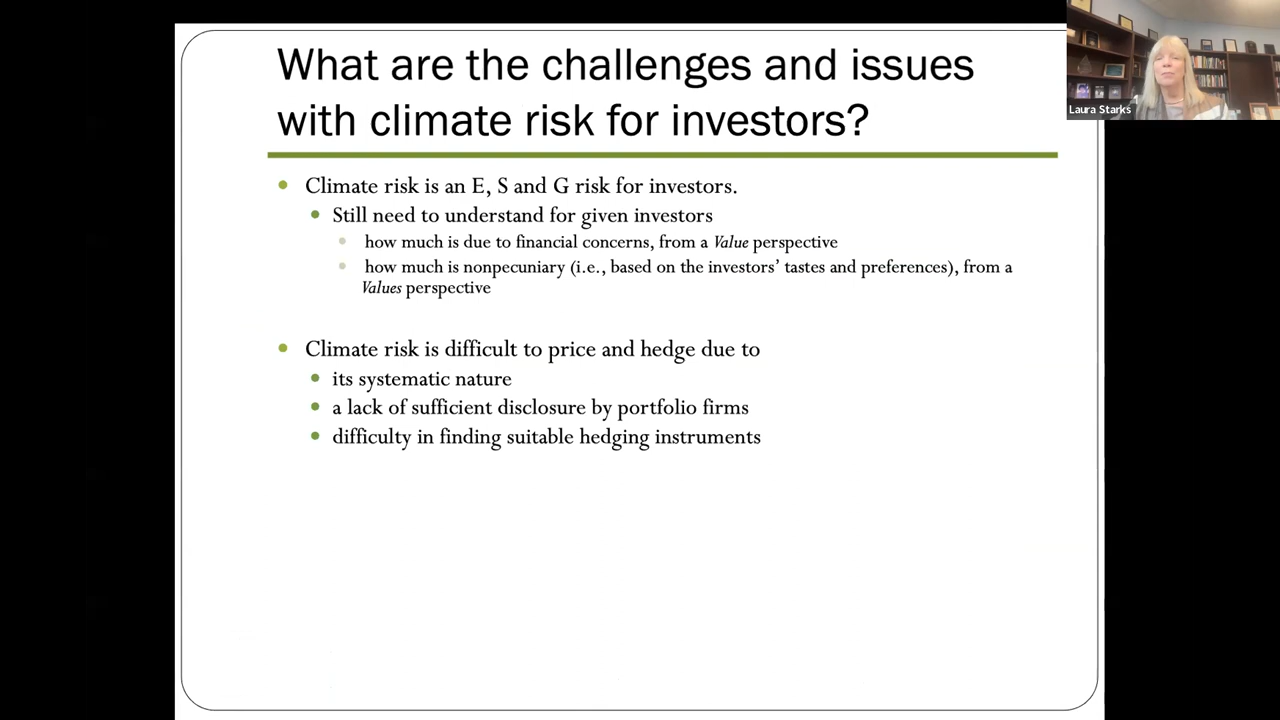 What are the challenges and issues
with climate risk for investors?
Laura Starks
Climate risk is an E, S and G risk for investors.
Still need to understand for given investors
how much is due to financial concerns, from a Value perspective
how much is nonpecuniary (i.e., based on the investors’ tastes and preferences), from a
Values perspective
Climate risk is difficult to price and hedge due to
its systematic nature
a lack of sufficient disclosure by portfolio firms
difficulty in finding suitable hedging instruments